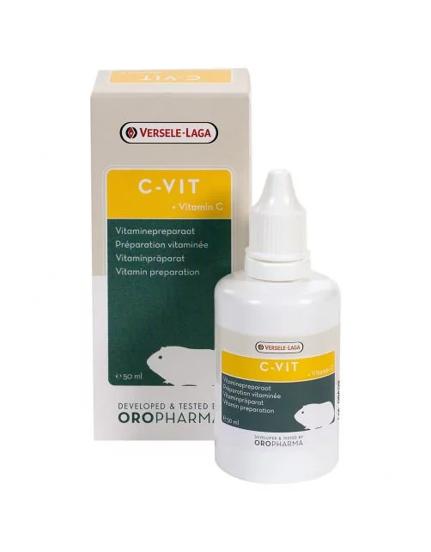 C-VIT
VERSELE-LAGA
C-VIT
+ Vitamin C
Vitaminepreparaat
Préparation vitaminée
Vitaminpräparat
Vitamin preparation
℮ 50 ml
DEVELOPED & TESTED BY
OROPHARMA
VERSELE-LAGA
C-VIT
+ Vitamin C
Vitaminepreparaat
Préparation vitaminée
Vitaminpräparat
Vitamin preparation
℮ 50 ml
DEVELOPED & TESTED BY
OROPHARMA